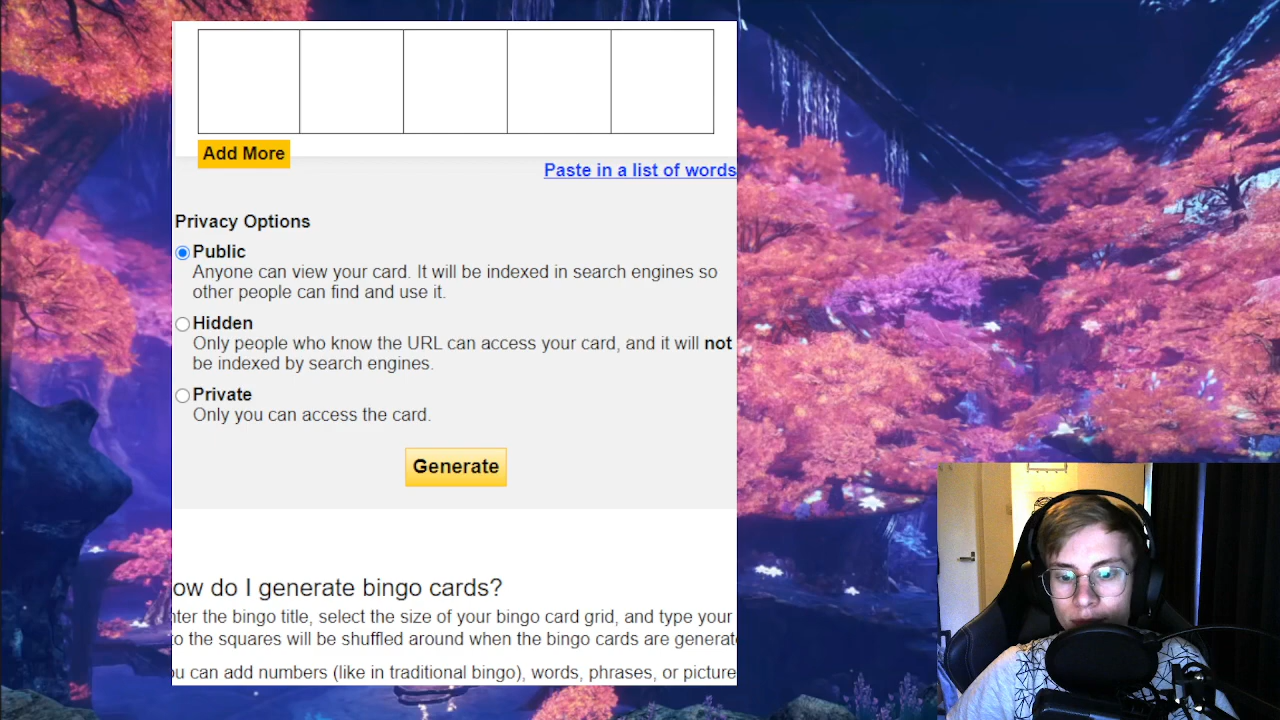 Add More
Paste in a list of words
Privacy Options
Public
Anyone can view your card. It will be indexed in search engines so
other people can find and use it.
Hidden
Only people who know the URL can access your card, and it will not
be indexed by search engines.
Private
Only you can access the card.
Generate
ow do I generate bingo cards?
nter the bingo title, select the size of your bingo card grid, and type your
to the squares will be shuffled around when the bingo cards are generate
ou can add numbers (like in traditional bingo), words, phrases, or picture